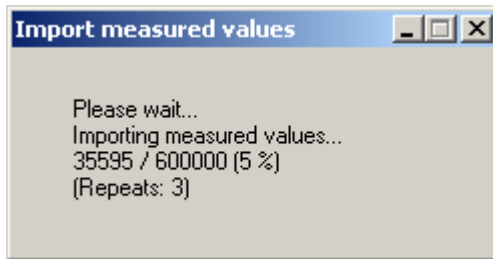 Import measured values
Please wait...
Importing measured values...
35595 / 600000 (5 %)
(Repeats: 3)